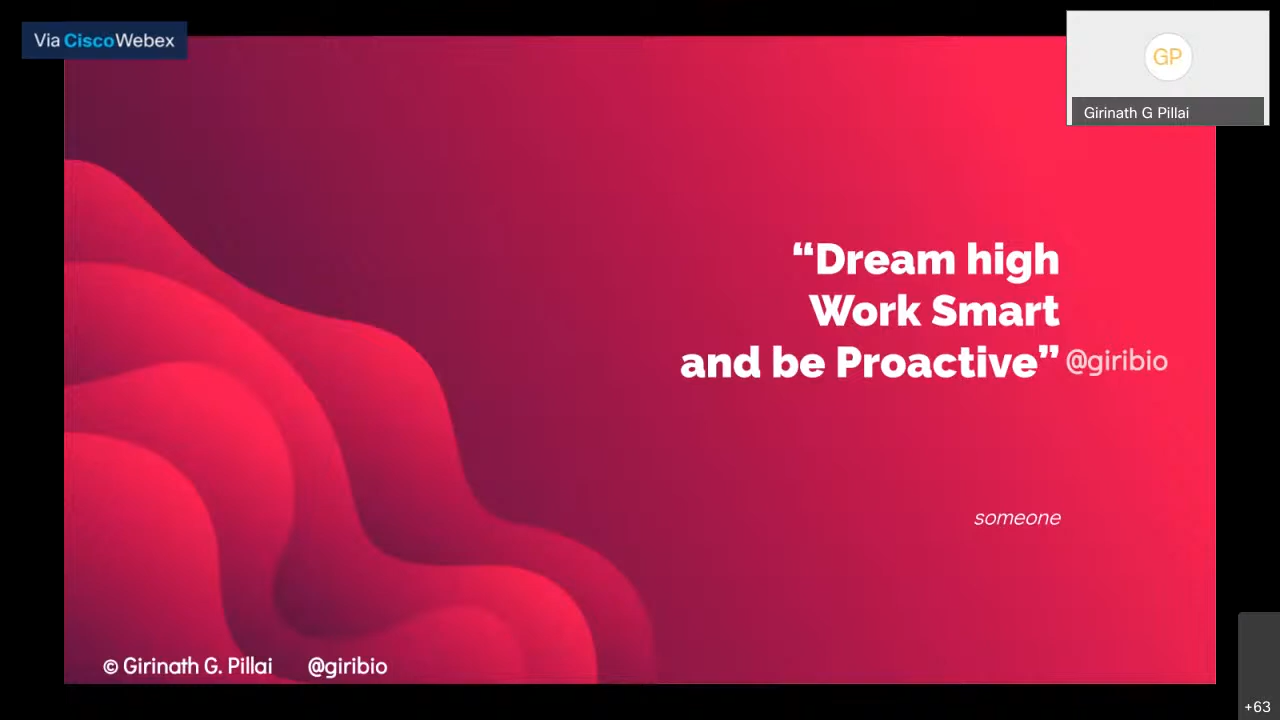 Via CiscoWebex
GP
Girinath G Pillai
“Dream high
Work Smart
and be Proactive” @giribio
someone
© Girinath G. Pillai @giribio
+63